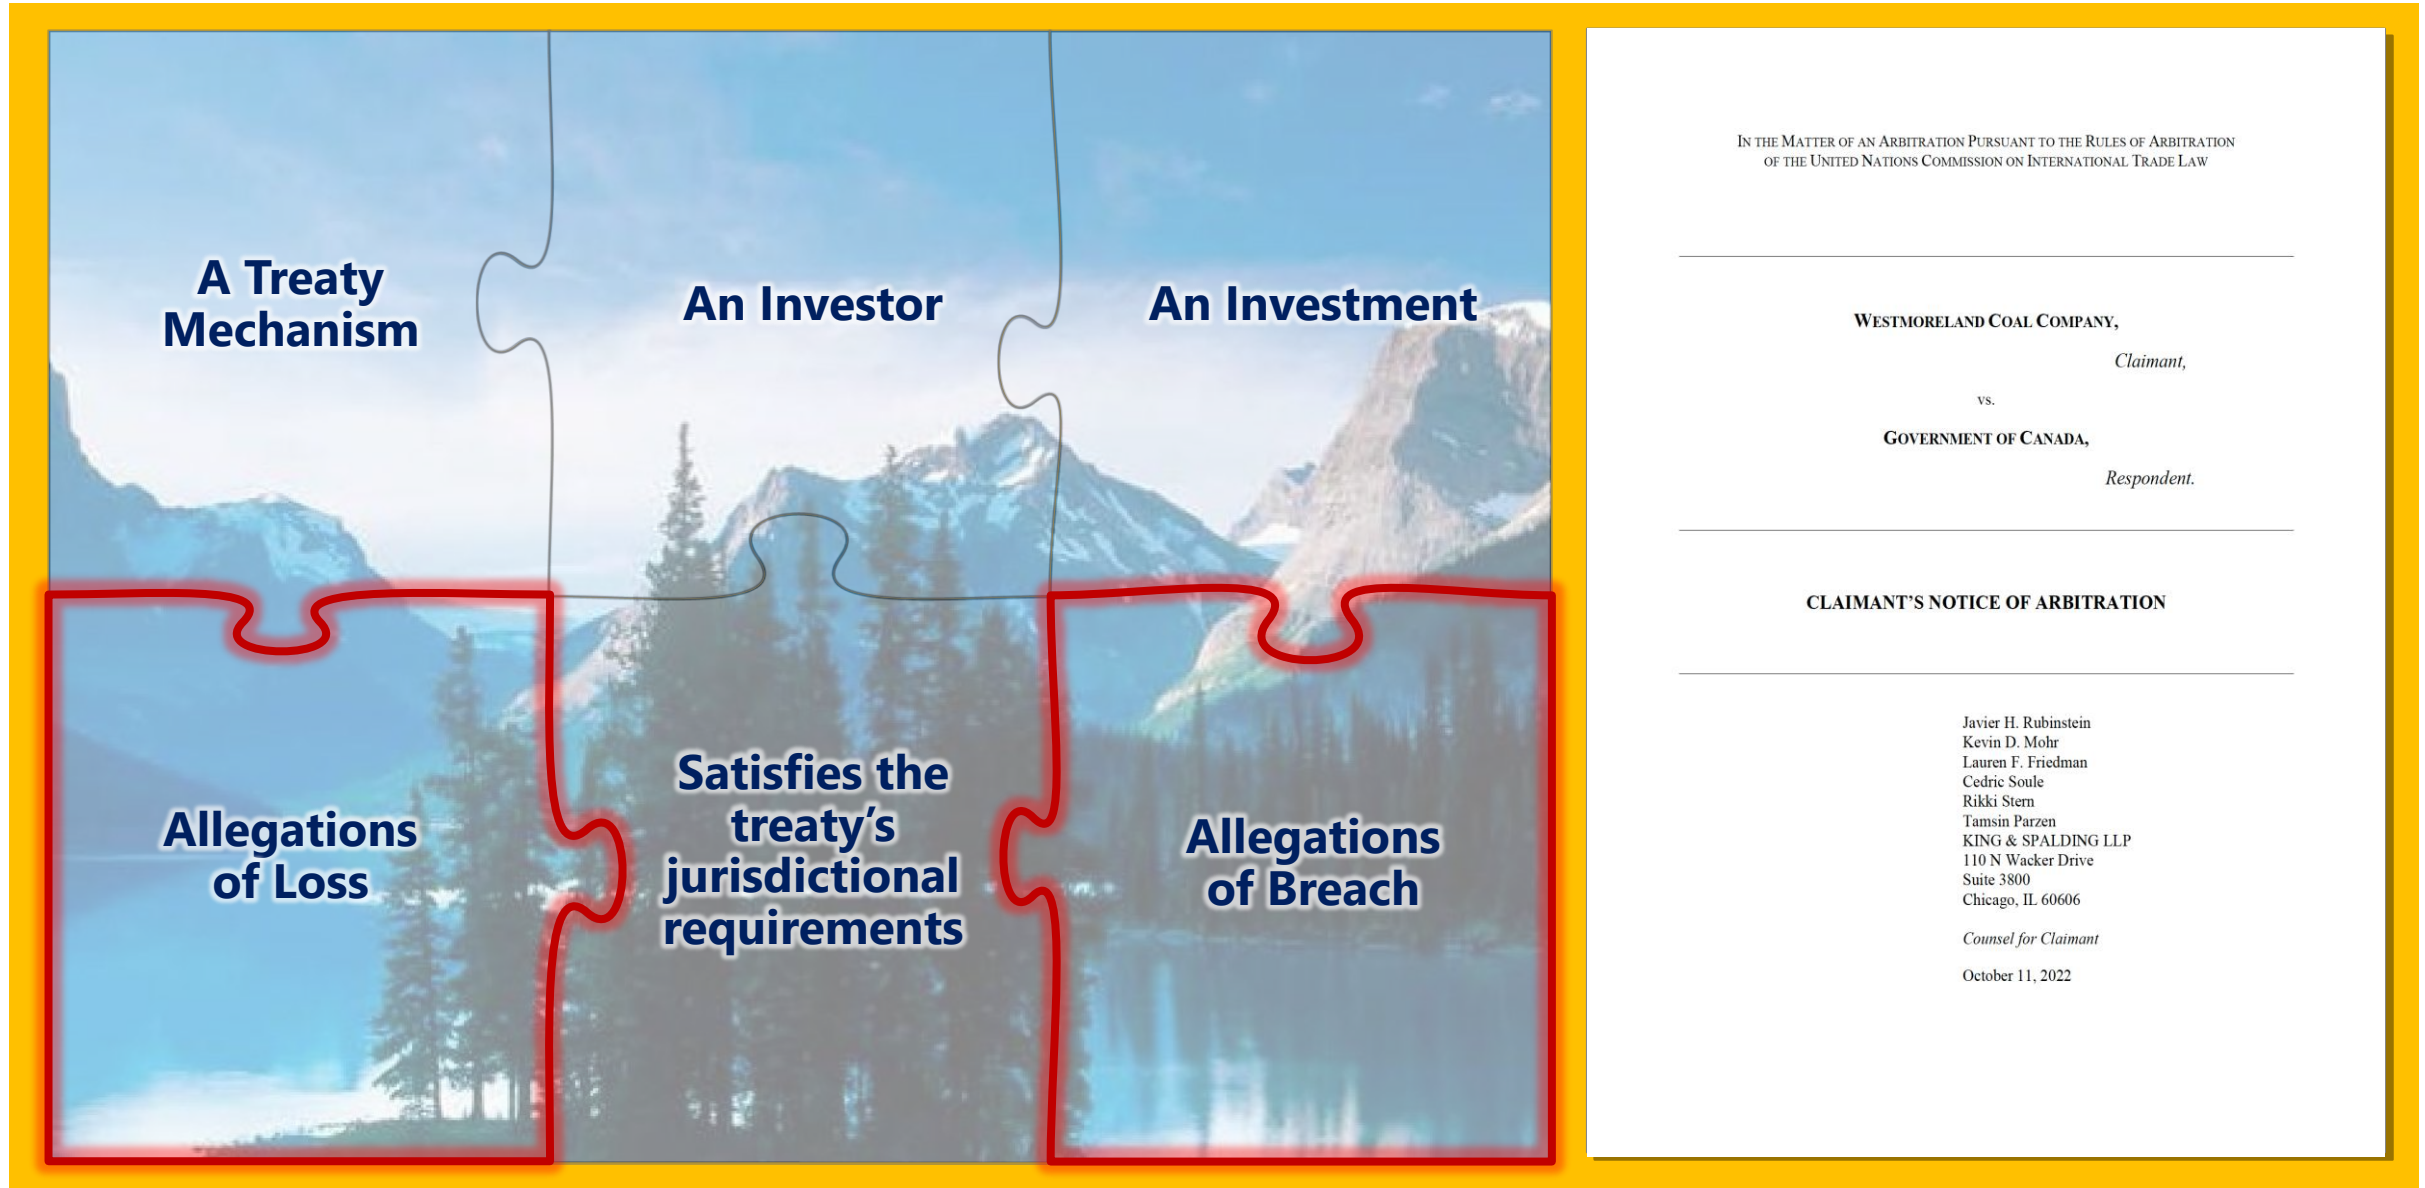 A Treaty
Mechanism
An Investor
An Investment
Allegations
of Loss
Satisfies the
treaty’s
jurisdictional
requirements
Allegations
of Breach
IN THE MATTER OF AN ARBITRATION PURSUANT TO THE RULES OF ARBITRATION
OF THE UNITED NATIONS COMMISSION ON INTERNATIONAL TRADE LAW
WESTMORELAND COAL COMPANY,
Claimant,
vs.
GOVERNMENT OF CANADA,
Respondent.
CLAIMANT’S NOTICE OF ARBITRATION
Javier H. Rubinstein
Kevin D. Mohr
Lauren F. Friedman
Cedric Soule
Rikki Stern
Tamsin Parzen
KING & SPALDING LLP
110 N Wacker Drive
Suite 3800
Chicago, IL 60606
Counsel for Claimant
October 11, 2022